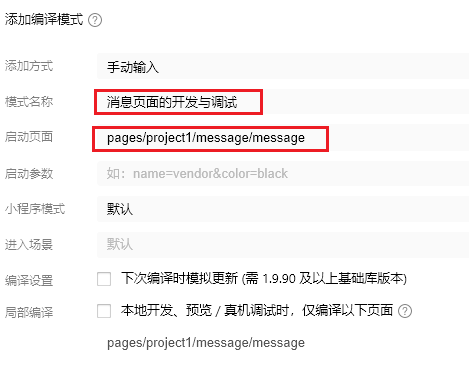 添加编译模式 ?
添加方式 手动输入
模式名称 消息页面的开发与调试
启动页面 pages/project1/message/message
启动参数 如：name=vendor&color=black
小程序模式 默认
进入场景 默认
编译设置 下次编译时模拟更新 (需 1.9.90 及以上基础库版本)
局部编译 本地开发、预览 / 真机调试时，仅编译以下页面 ?
pages/project1/message/message